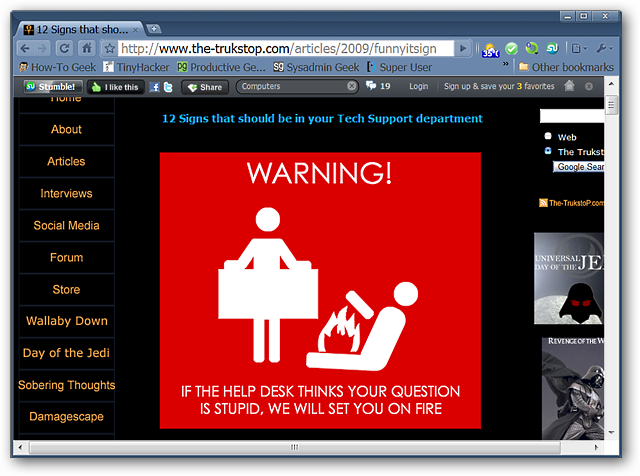 12 Signs that sho...
http://www.the-trukstop.com/articles/2009/funnyitsign
35°C
How-To Geek TinyHacker Productive Ge... Sysadmin Geek Super User » Other bookmarks
Stumble! I like this Share Computers 19 Login Sign up & save your 3 favorites
Home
About
Articles
Interviews
Social Media
Forum
Store
Wallaby Down
Day of the Jedi
Sobering Thoughts
Damagescape
12 Signs that should be in your Tech Support department
WARNING!
IF THE HELP DESK THINKS YOUR QUESTION
IS STUPID, WE WILL SET YOU ON FIRE
Web
The Trukst
Google Sear
The-TrukstoP.com
UNIVERSAL
DAY OF THE JE
REVENGE OF THE